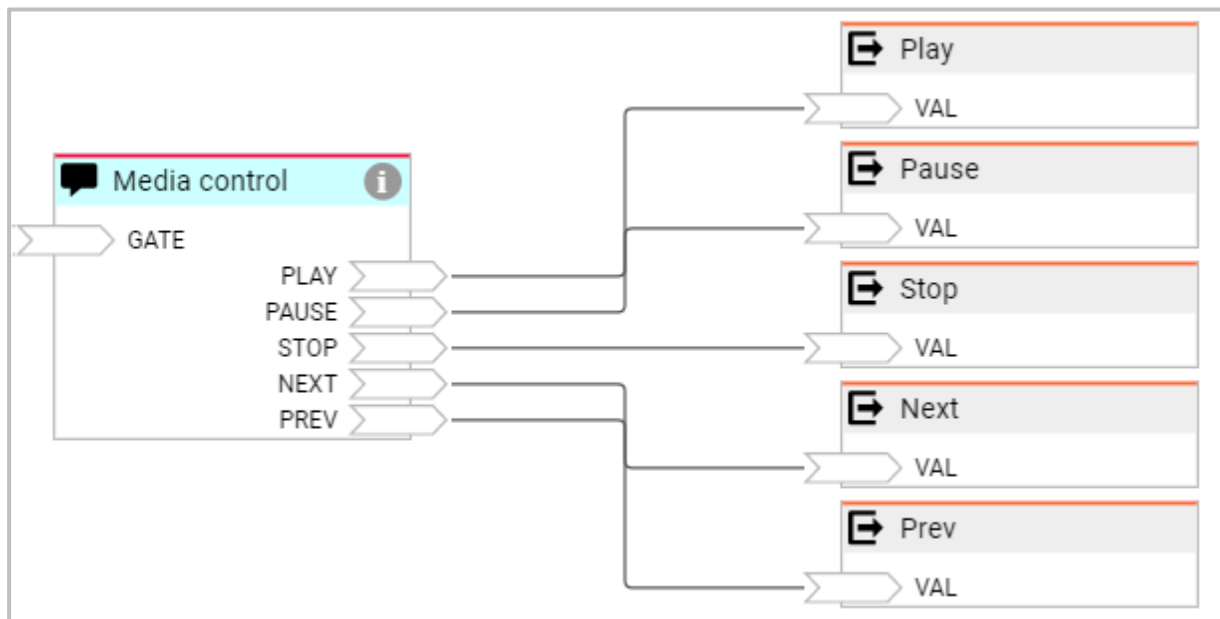 Media control
GATE
PLAY
PAUSE
STOP
NEXT
PREV
Play
VAL
Pause
VAL
Stop
VAL
Next
VAL
Prev
VAL